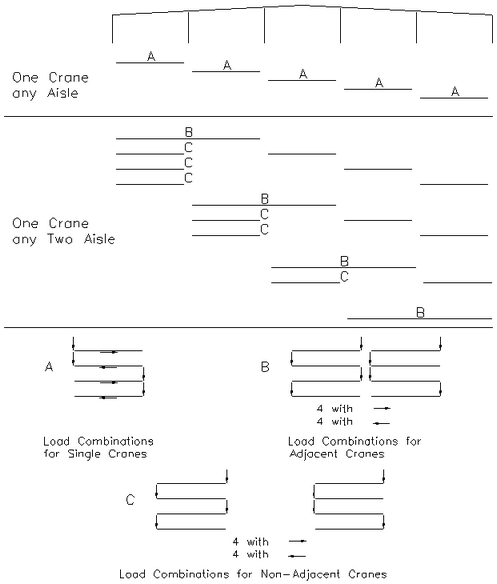 A
A
A
A
A
One Crane
any Aisle
B
C
C
C
B
C
C
One Crane
any Two Aisle
B
C
B
A
B
4 with
4 with
Load Combinations
for Single Cranes
Load Combinations for
Adjacent Cranes
C
4 with
4 with
Load Combinations for Non-Adjacent Cranes